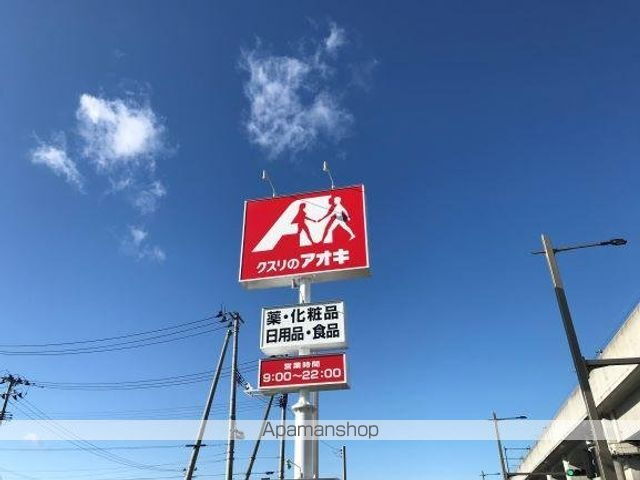 クスリのアオキ
薬・化粧品
日用品・食品
営業時間
9:00～22:00
Apamanshop